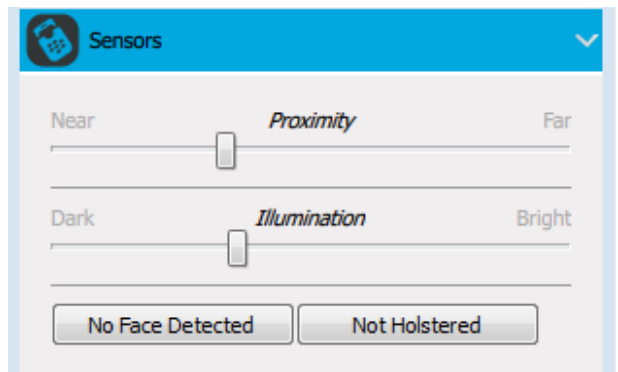 Sensors
Near Proximity Far
Dark Illumination Bright
No Face Detected Not Holstered